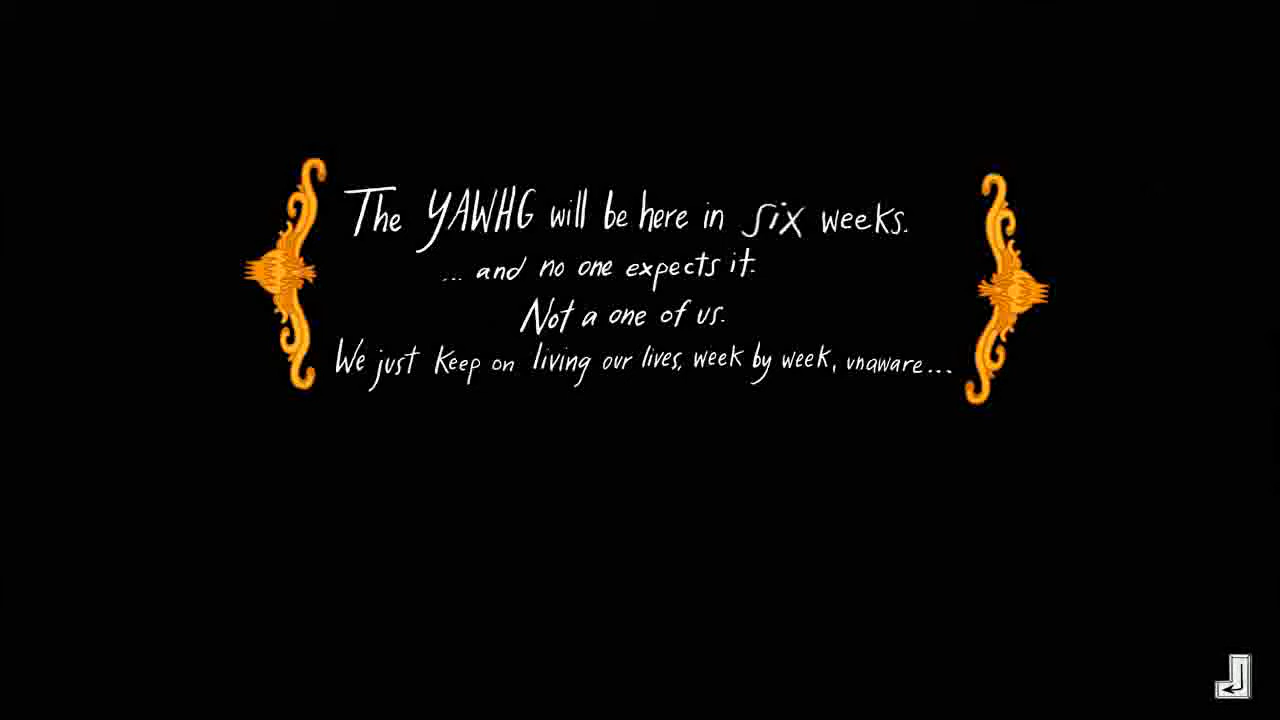 The YAWHG will be here in six weeks.
... and no one expects it.
Not a one of us.
We just keep on living our lives, week by week, unaware...